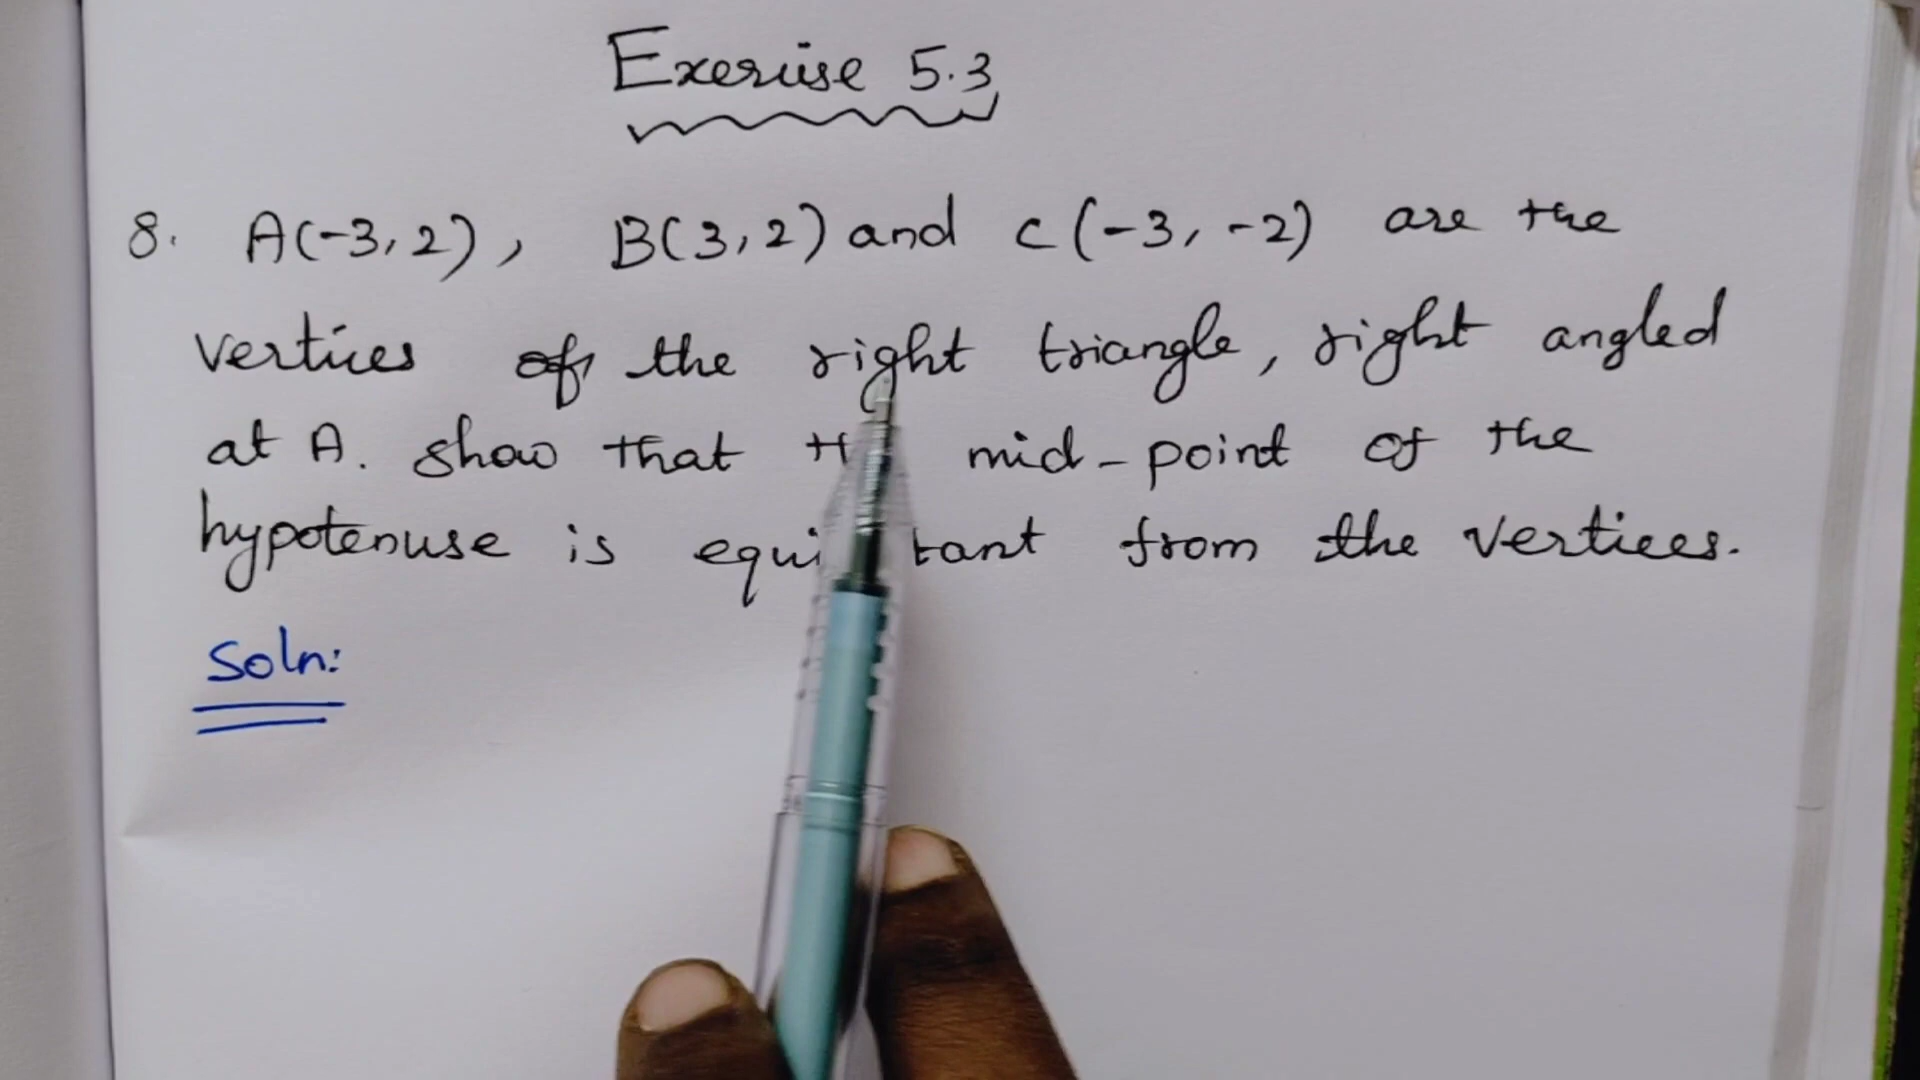 Exercise 5.3
8. A(-3,2), B(3,2) and C(-3,-2) are the
vertices of the right triangle, right angled
at A. show that mid-point of the
hypotenuse is from the vertices.
Soln: